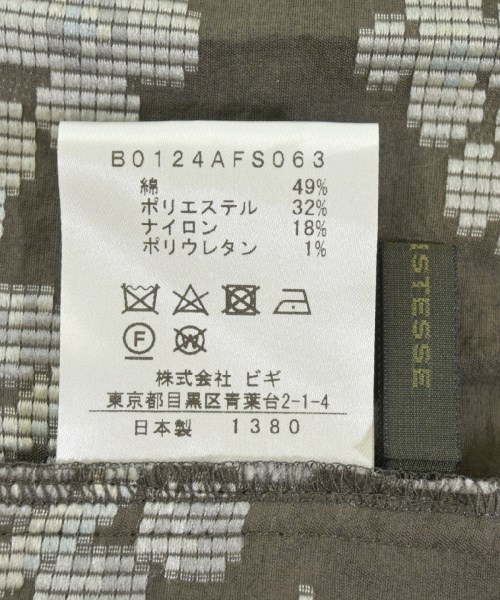 B0124AFS063
綿 49%
ポリエステル 32%
ナイロン 18%
ポリウレタン 1%
F W
株式会社 ビギ
東京都目黒区青葉台2-1-4
日本製 1380
ISTESSE